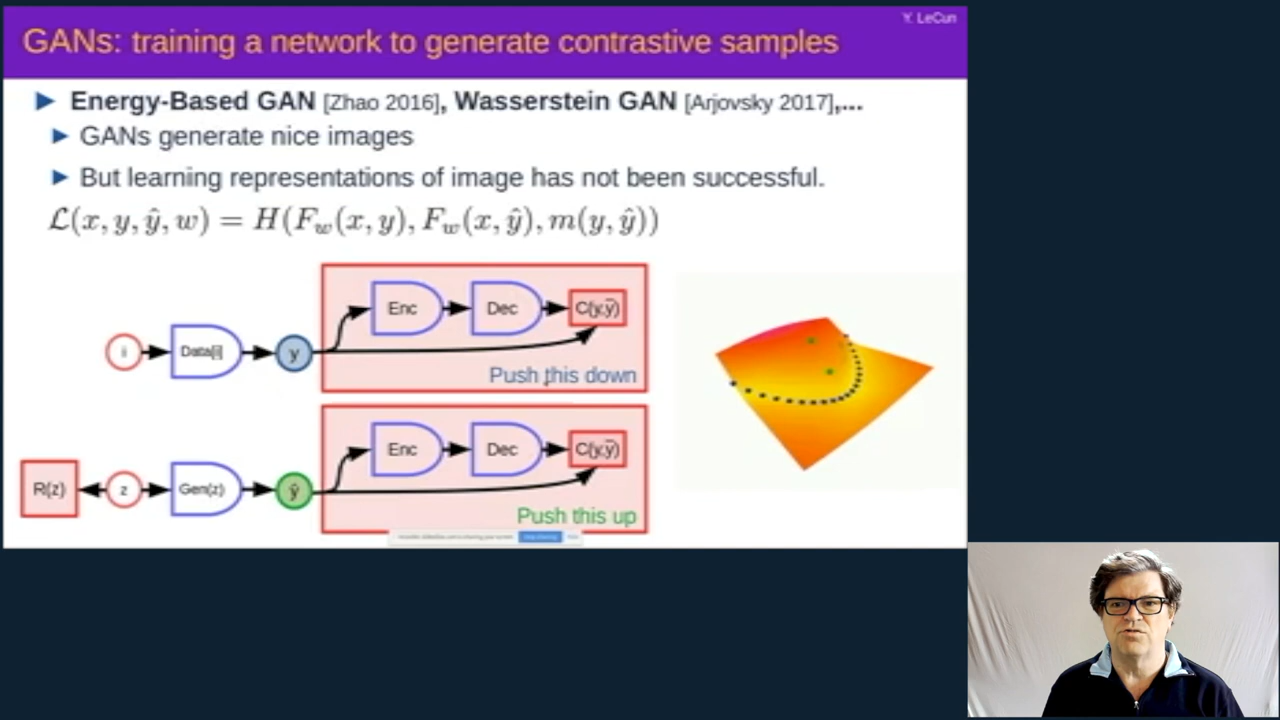 Y. LeCun
GANs: training a network to generate contrastive samples
Energy-Based GAN [Zhao 2016], Wasserstein GAN [Arjovsky 2017],...
GANs generate nice images
But learning representations of image has not been successful.
ℒ(x, y, ŷ, w) = H(F_w(x, y), F_w(x, ŷ), m(y, ŷ))
Enc Dec C(y,y̅)
i Data[i] y
Push this down
Enc Dec C(y,y̅)
R(z) z Gen(z) ŷ
Push this up